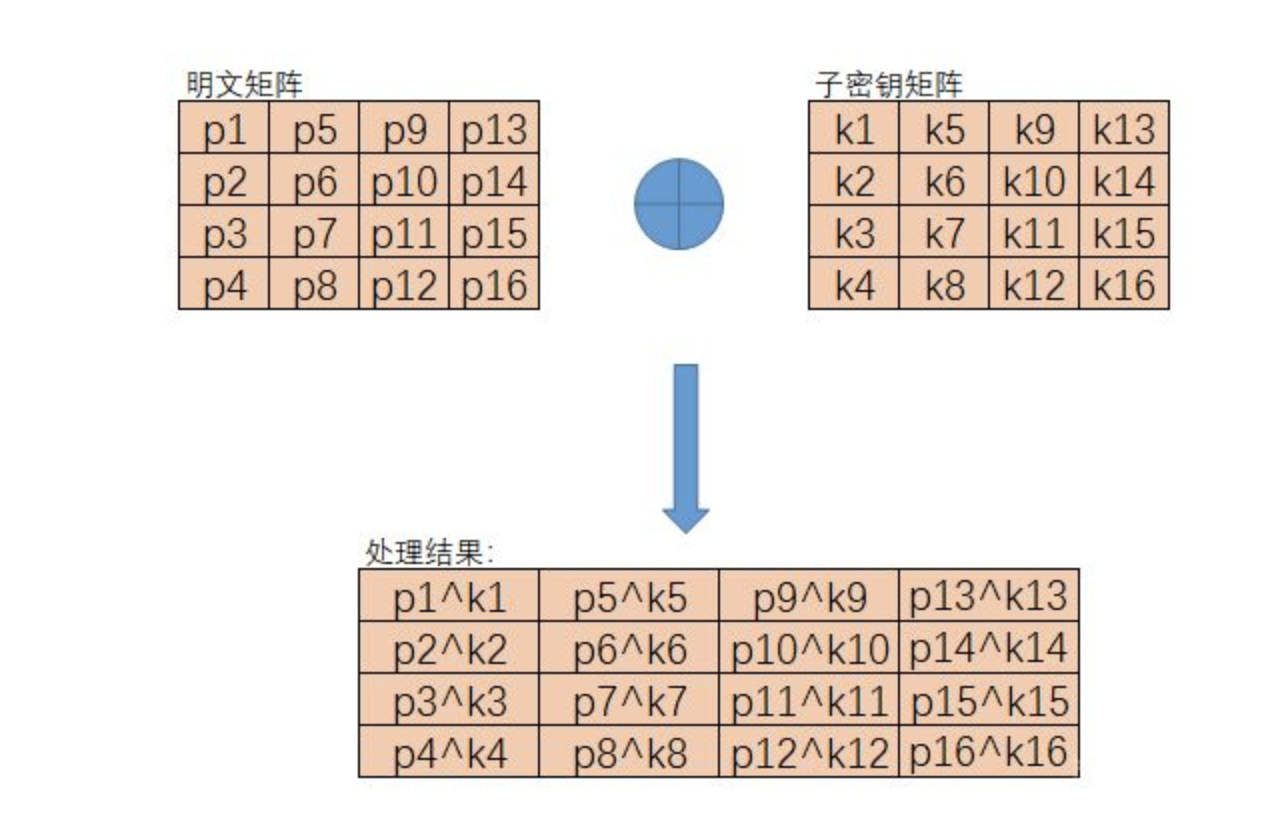 明文矩阵
p1 p5 p9 p13
p2 p6 p10 p14
p3 p7 p11 p15
p4 p8 p12 p16
子密钥矩阵
k1 k5 k9 k13
k2 k6 k10 k14
k3 k7 k11 k15
k4 k8 k12 k16
处理结果:
p1^k1 p5^k5 p9^k9 p13^k13
p2^k2 p6^k6 p10^k10 p14^k14
p3^k3 p7^k7 p11^k11 p15^k15
p4^k4 p8^k8 p12^k12 p16^k16